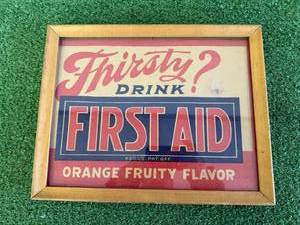 Thirsty?
DRINK
FIRST AID
ORANGE FRUITY FLAVOR